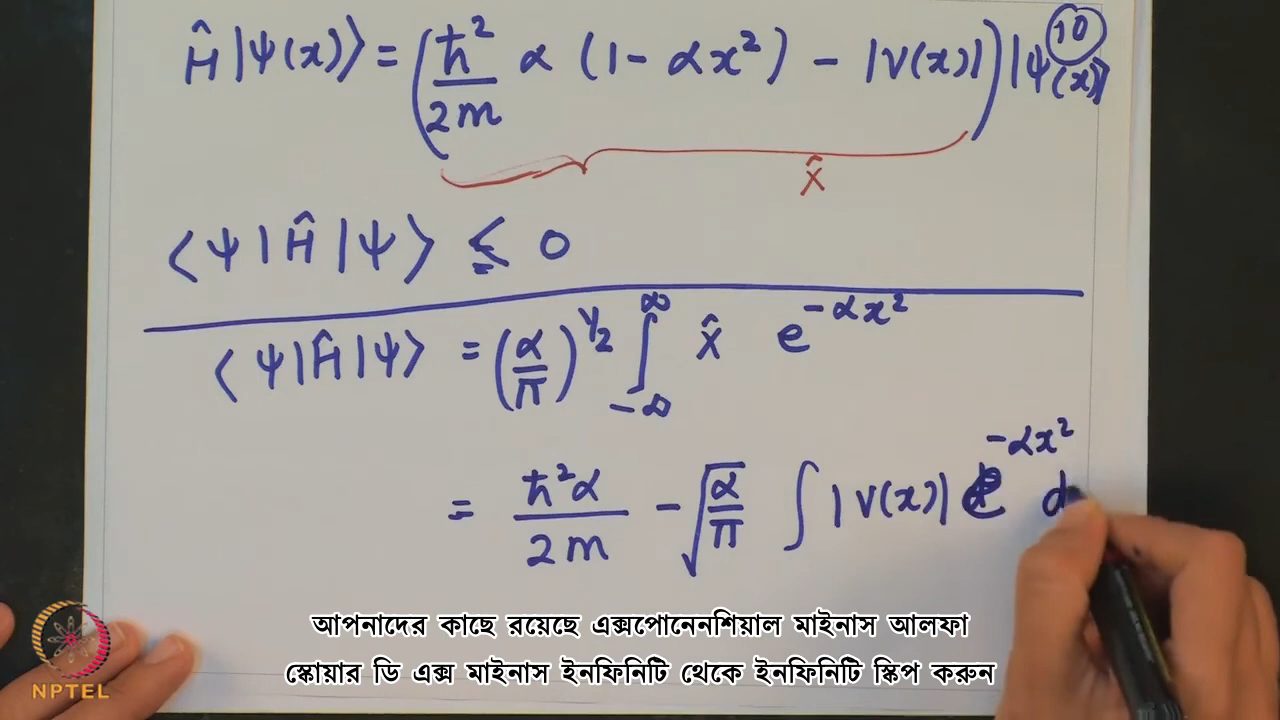 Ĥ |Ψ(x)⟩ = (ħ²/2m α (1 - αx²) - |V(x)|) |Ψ(x)⟩ 10
x̂
⟨Ψ|Ĥ|Ψ⟩ ≤ 0
⟨Ψ|Ĥ|Ψ⟩ = (α/π)^1/2 ∫_-∞^∞ x̂ e^-αx²
= ħ²α/2m - √α/π ∫ |V(x)| e^-αx² d
আপনাদের কাছে রয়েছে এক্সপোনেনশিয়াল মাইনাস আলফা
স্কোয়ার ডি এক্স মাইনাস ইনফিনিটি থেকে ইনফিনিটি স্কিপ করুন
NPTEL